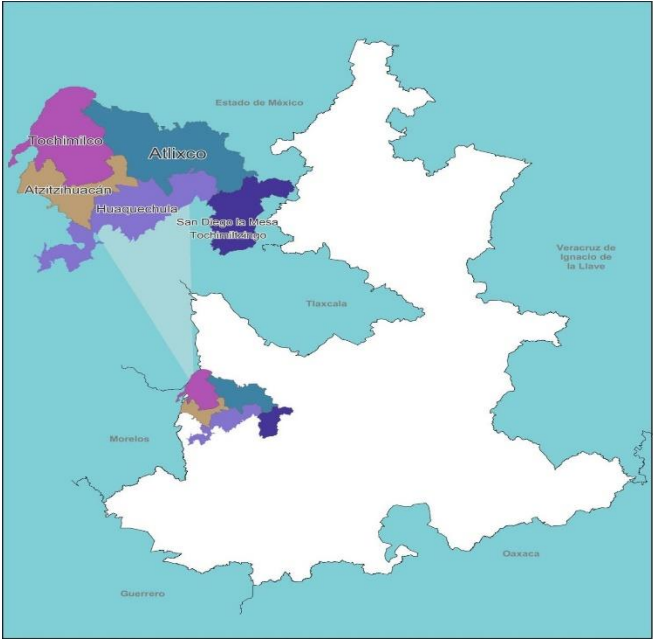 Estado de México
Tochimilco
Atlixco
Atzitzihuacán
Huaquechula
San Diego la Mesa
Tochimiltzingo
Veracruz de
Ignacio de
la Llave
Tlaxcala
Morelos
Oaxaca
Guerrero